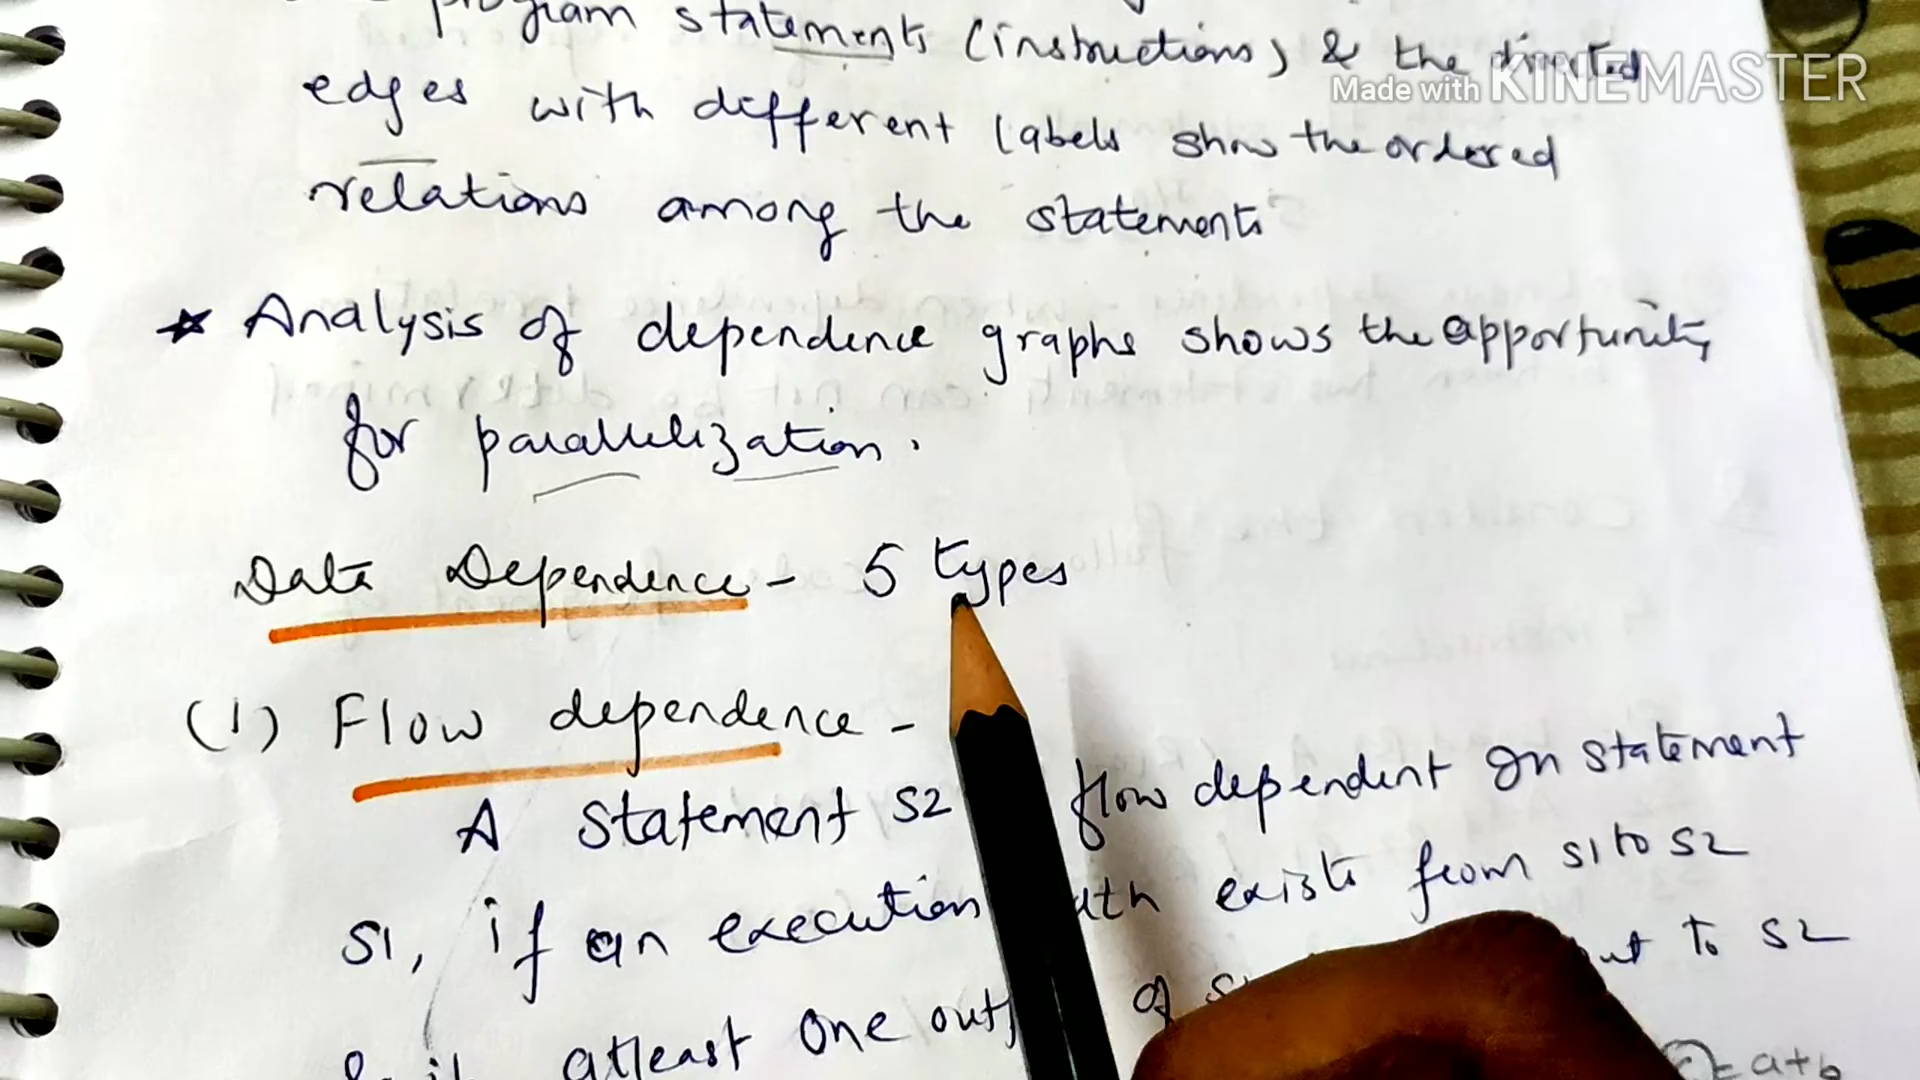 program statements (instructions) & the directed
Made with KINEMASTER
edges with different labels show the ordered
relations among the statements
* Analysis of dependence graphs shows the opportunity
for parallelization.
Data Dependence - 5 types
(1) Flow dependence -
A statement S2 flow dependent on statement
S1, if an execution exists from S1 to S2
atleast one of to S2
= a+b